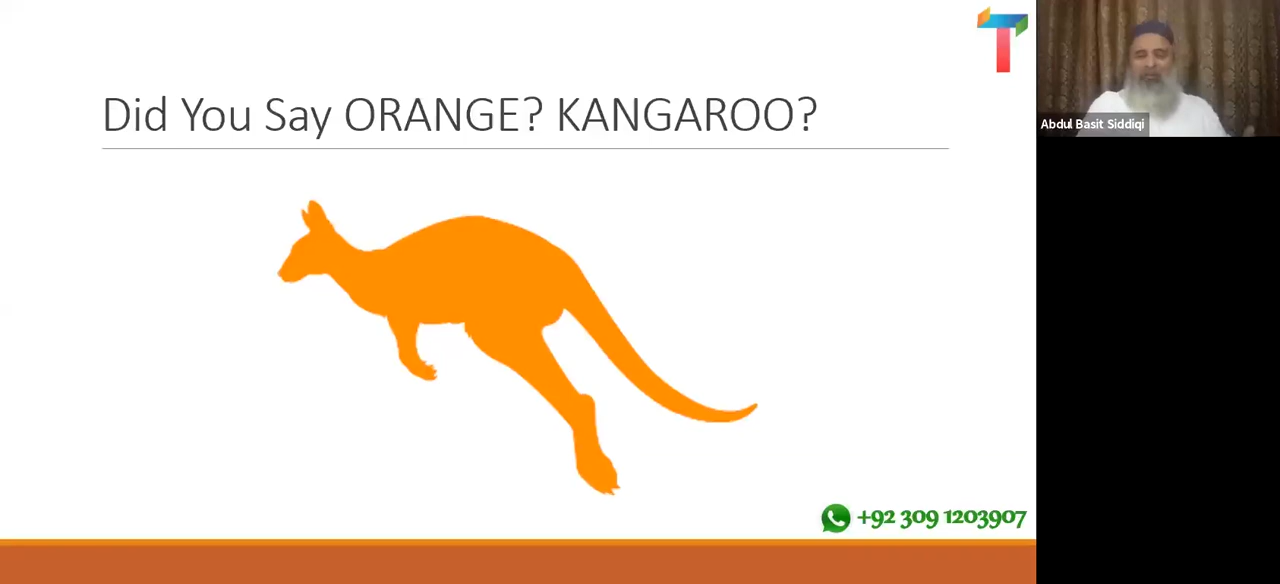 Did You Say ORANGE? KANGAROO?
T
Abdul Basit Siddiqi
+92 309 1203907